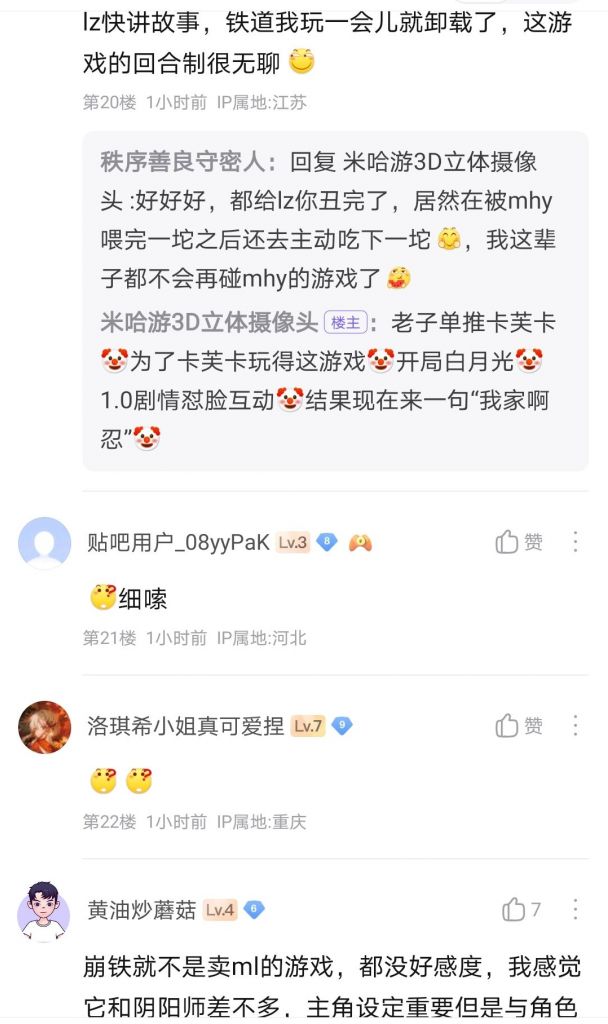 lz快讲故事，铁道我玩一会儿就卸载了，这游
戏的回合制很无聊
第20楼 1小时前 IP属地:江苏
秩序善良守密人：回复 米哈游3D立体摄像
头 :好好好，都给lz你丑完了，居然在被mhy
喂完一坨之后还去主动吃下一坨，我这辈
子都不会再碰mhy的游戏了
米哈游3D立体摄像头 楼主：老子单推卡芙卡
为了卡芙卡玩得这游戏开局白月光
1.0剧情怼脸互动结果现在来一句“我家啊
忍”
贴吧用户_08yyPaK Lv.3 8 赞
细嗦
第21楼 1小时前 IP属地:河北
洛琪希小姐真可爱捏 Lv.7 9 赞
第22楼 1小时前 IP属地:重庆
黄油炒蘑菇 Lv.4 6 7
崩铁就不是卖ml的游戏，都没好感度，我感觉
它和阴阳师差不多，主角设定重要但是与角色